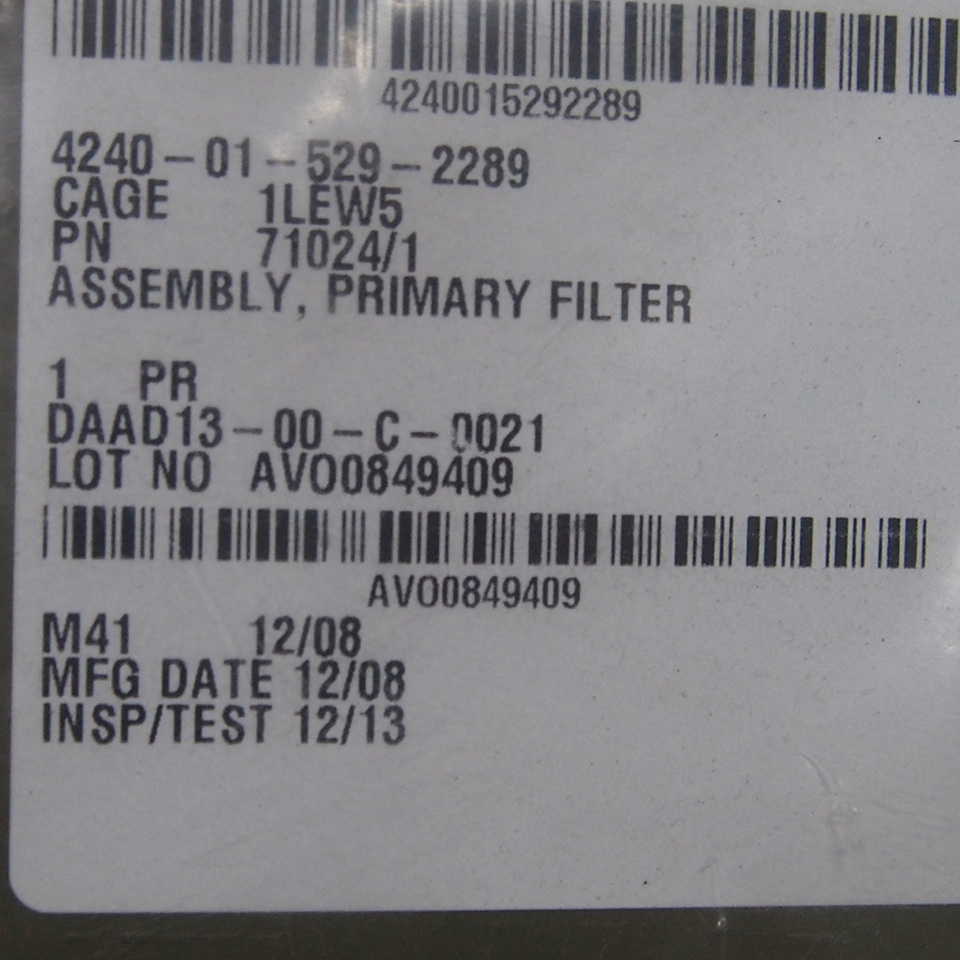 4240015292289
4240-01-529-2289
CAGE 1LEW5
PN 71024/1
ASSEMBLY, PRIMARY FILTER
1 PR
DAAD13-00-C-0021
LOT NO AVO0849409
AVO0849409
M41 12/08
MFG DATE 12/08
INSP/TEST 12/13